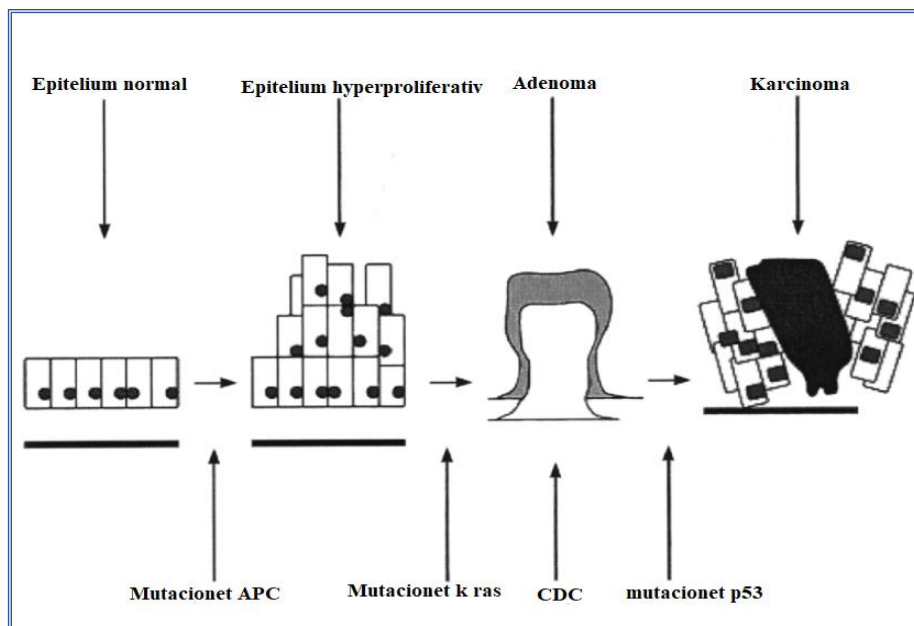 Epitelium normal
Epitelium hyperproliferativ
Adenoma
Karcinoma
Mutacionet APC
Mutacionet k ras
CDC
mutacionet p53